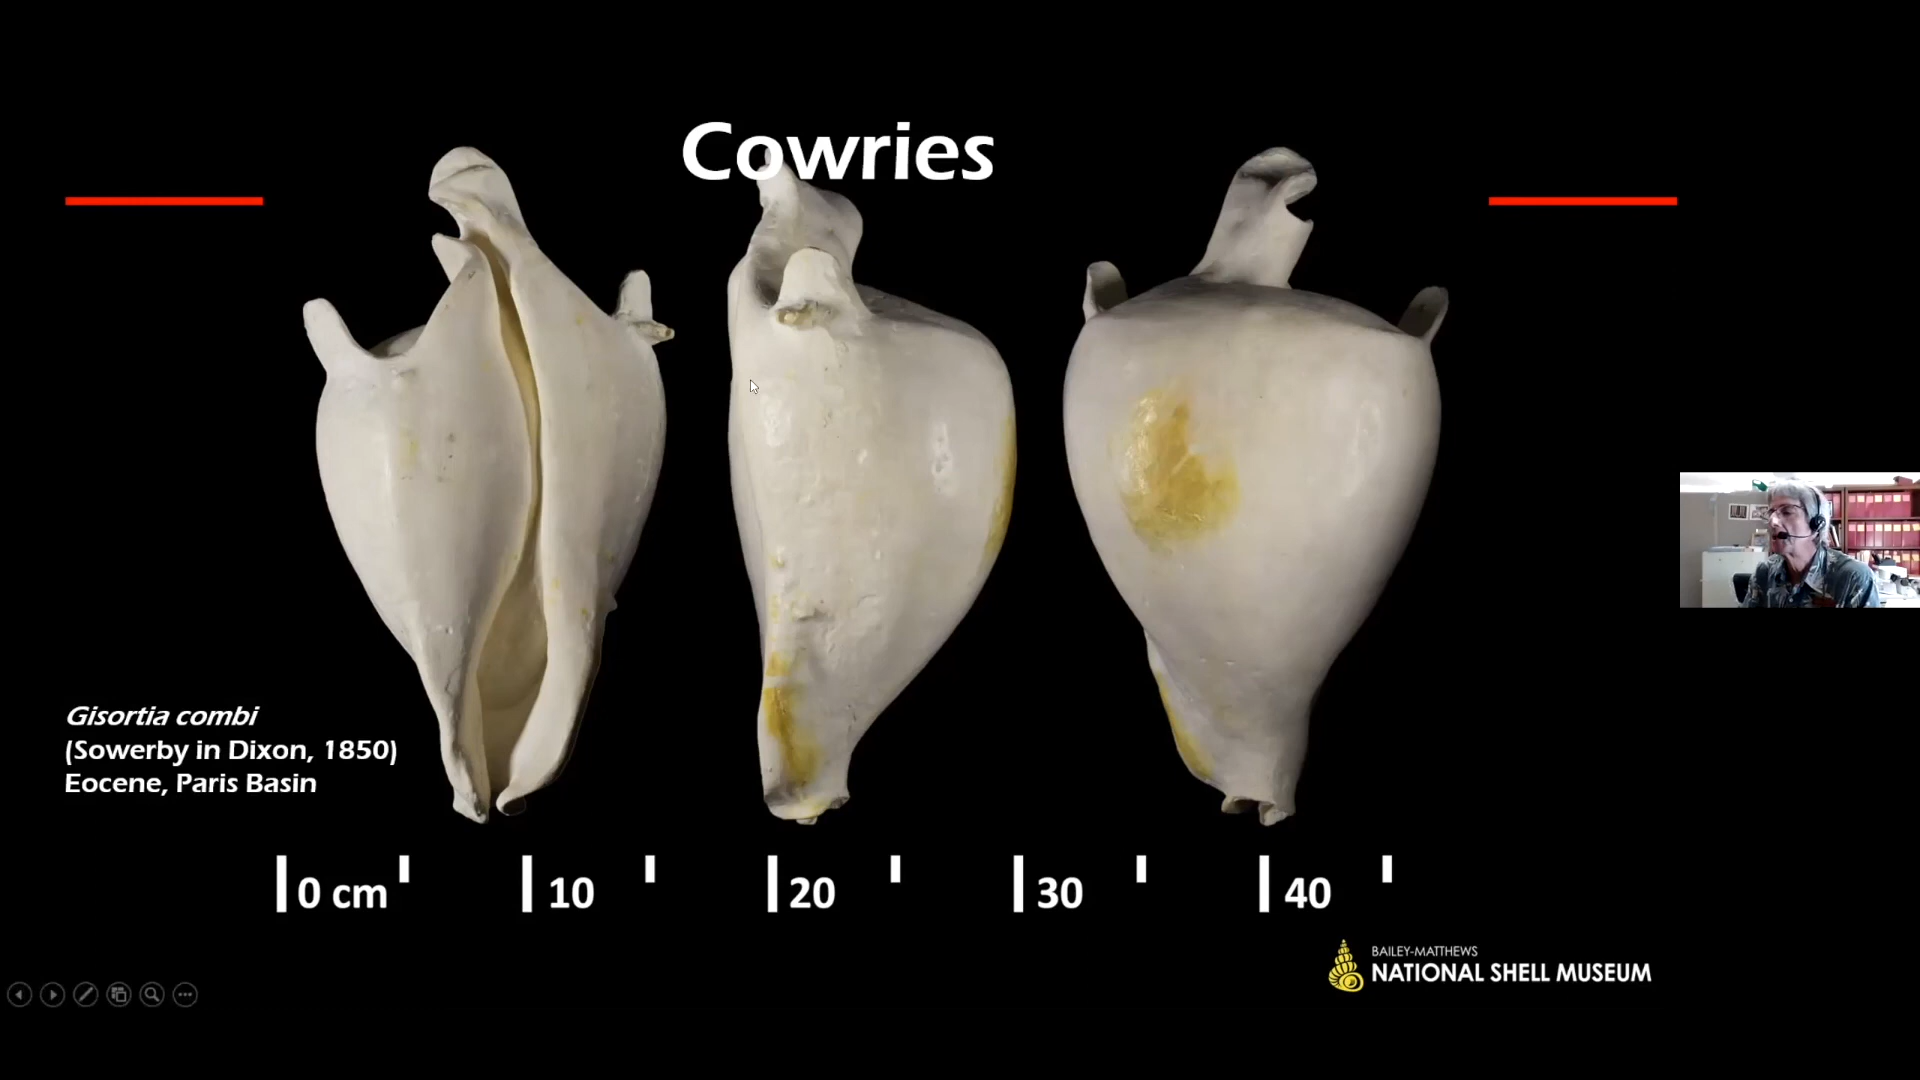 Cowries
Gisortia combi
(Sowerby in Dixon, 1850)
Eocene, Paris Basin
0 cm 10 20 30 40
BAILEY-MATTHEWS
NATIONAL SHELL MUSEUM